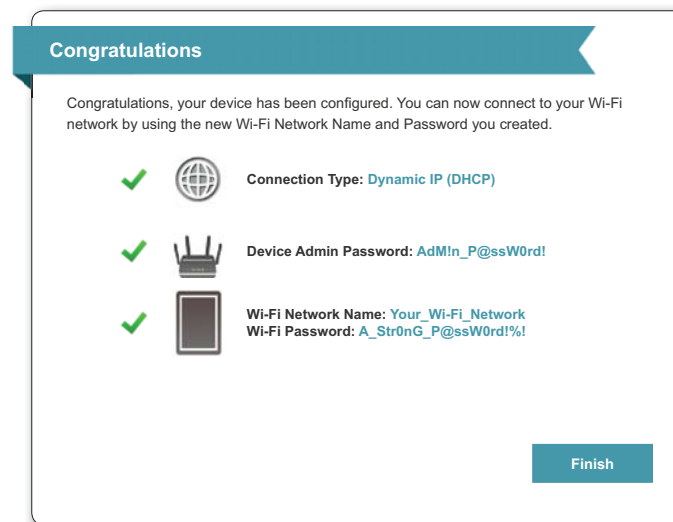 Congratulations
Congratulations, your device has been configured. You can now connect to your Wi-Fi
network by using the new Wi-Fi Network Name and Password you created.
Connection Type: Dynamic IP (DHCP)
Device Admin Password: AdM!n_P@ssW0rd!
Wi-Fi Network Name: Your_Wi-Fi_Network
Wi-Fi Password: A_Str0nG_P@ssW0rd!%!
Finish